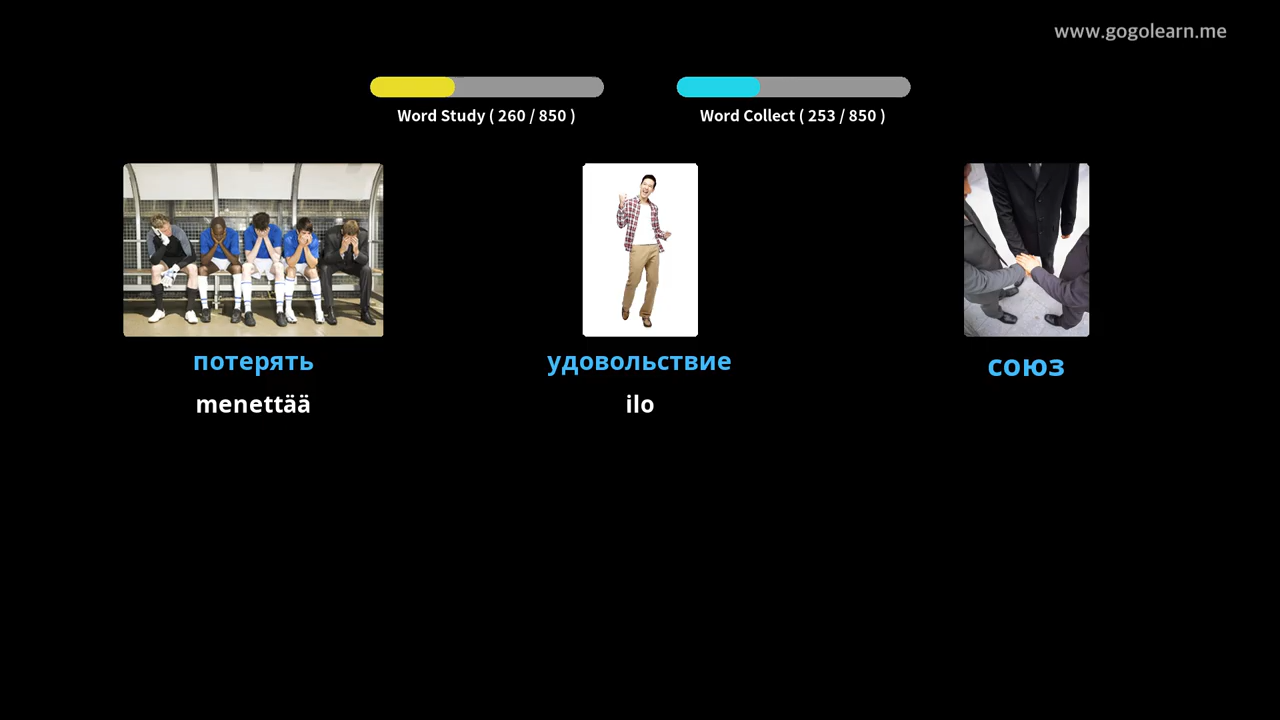 www.gogolearn.me
Word Study ( 260 / 850 )
Word Collect ( 253 / 850 )
потерять
menettää
удовольствие
ilo
союз